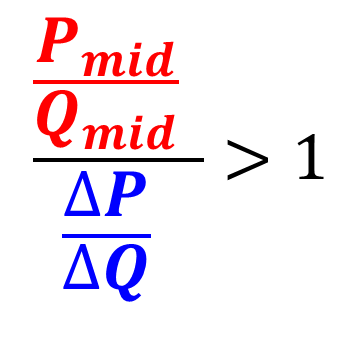 P_mid
Q_mid
ΔP
ΔQ
> 1